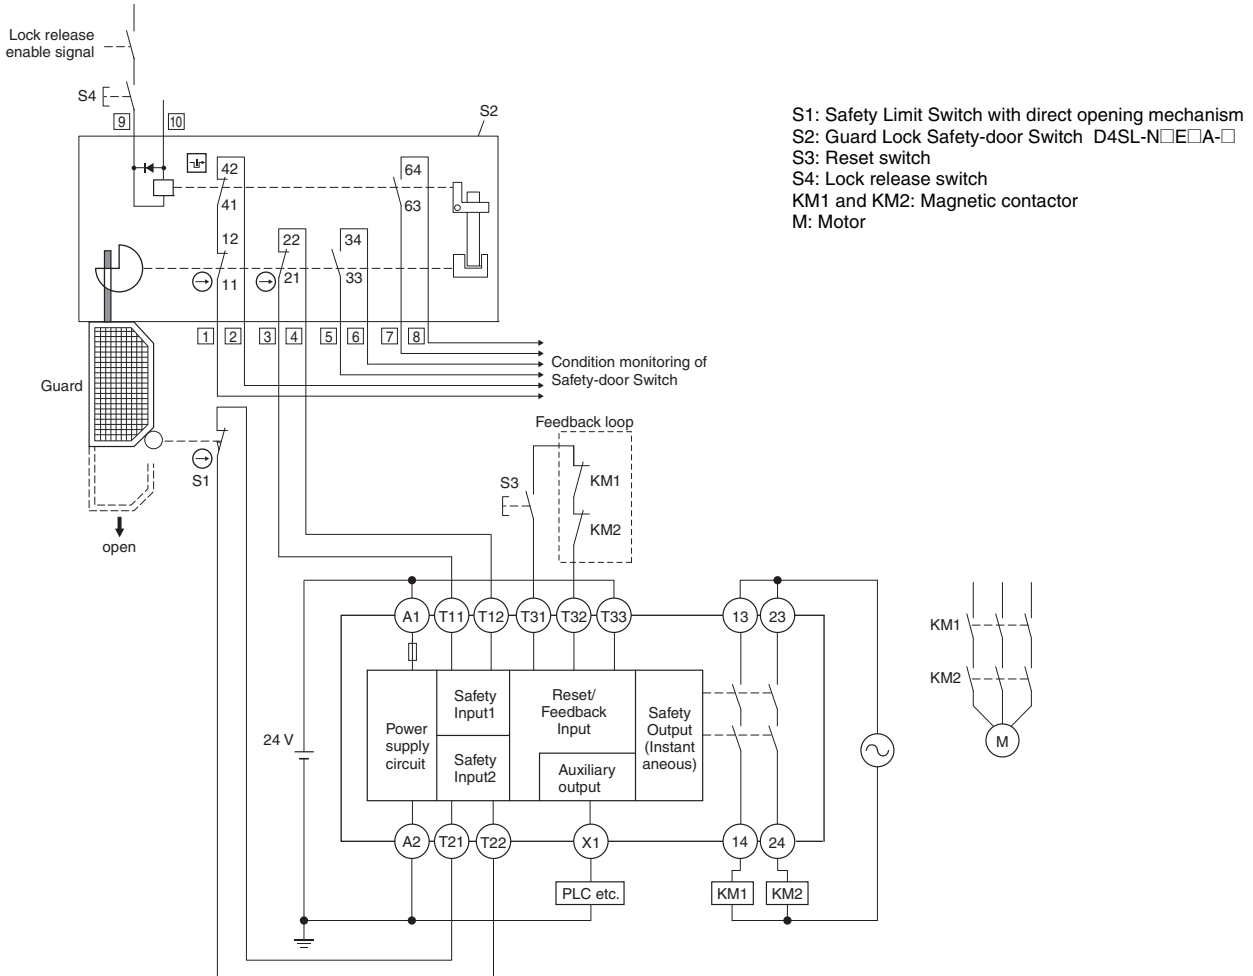 Lock release
enable signal
S4
9
10
S2
S1: Safety Limit Switch with direct opening mechanism
S2: Guard Lock Safety-door Switch D4SL-N□E□A-□
S3: Reset switch
S4: Lock release switch
KM1 and KM2: Magnetic contactor
M: Motor
42
64
41
63
12
22
34
11
21
33
1
2
3
4
5
6
7
8
Condition monitoring of
Safety-door Switch
Guard
S1
open
Feedback loop
S3
KM1
KM2
A1
T11
T12
T31
T32
T33
13
23
KM1
KM2
M
24 V
Power
supply
circuit
Safety
Input1
Safety
Input2
Reset/
Feedback
Input
Auxiliary
output
Safety
Output
(Instant
aneous)
A2
T21
T22
X1
14
24
PLC etc.
KM1
KM2